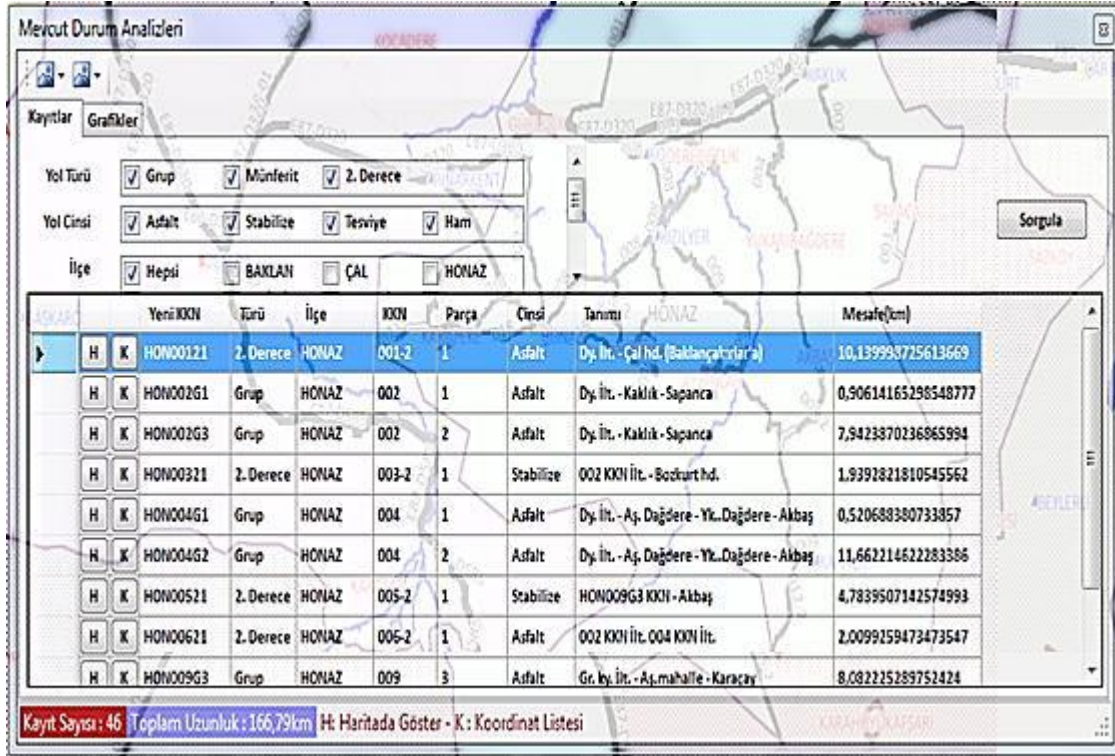 Mevcut Durum Analizleri
Kayıtlar Grafikler
Yol Türü Grup Münferit 2. Derece
Yol Cinsi Asfalt Stabilize Tesviye Ham
Sorgula
İlçe Hepsi BAKLAN ÇAL HONAZ
Yeni KKN Türü İlçe KKN Parça Cinsi Tanımı Mesafe(km)
H K HON00121 2. Derece HONAZ 001-2 1 Asfalt Dy. İlt. - Çal hd. 10,139998725613669
H K HON002G1 Grup HONAZ 002 1 Asfalt Dy. İlt. - Kaklık - Sapanca 0,90614165298548777
H K HON002G3 Grup HONAZ 002 2 Asfalt Dy. İlt. - Kaklık - Sapanca 7,9423870236865994
H K HON00321 2. Derece HONAZ 003-2 1 Stabilize 002 KKN İlt. - Bozkurt hd. 1,9392821810545562
H K HON004G1 Grup HONAZ 004 1 Asfalt Dy. İlt. - Aş. Dağdere - Yk..Dağdere - Akbaş 0,520688380733857
H K HON004G2 Grup HONAZ 004 2 Asfalt Dy. İlt. - Aş. Dağdere - Yk..Dağdere - Akbaş 11,662214622283386
H K HON00521 2. Derece HONAZ 005-2 1 Stabilize HON009G3 KKN - Akbaş 4,7839507142574993
H K HON00621 2. Derece HONAZ 006-2 1 Asfalt 002 KKN İlt. 004 KKN İlt. 2,0099259473473547
H K HON009G3 Grup HONAZ 009 3 Asfalt Gr. ky. İlt. - Aş.mahalle - Karaçay 8,082225289752424
Kayıt Sayısı : 46 Toplam Uzunluk : 166,79km H: Haritada Göster - K : Koordinat Listesi